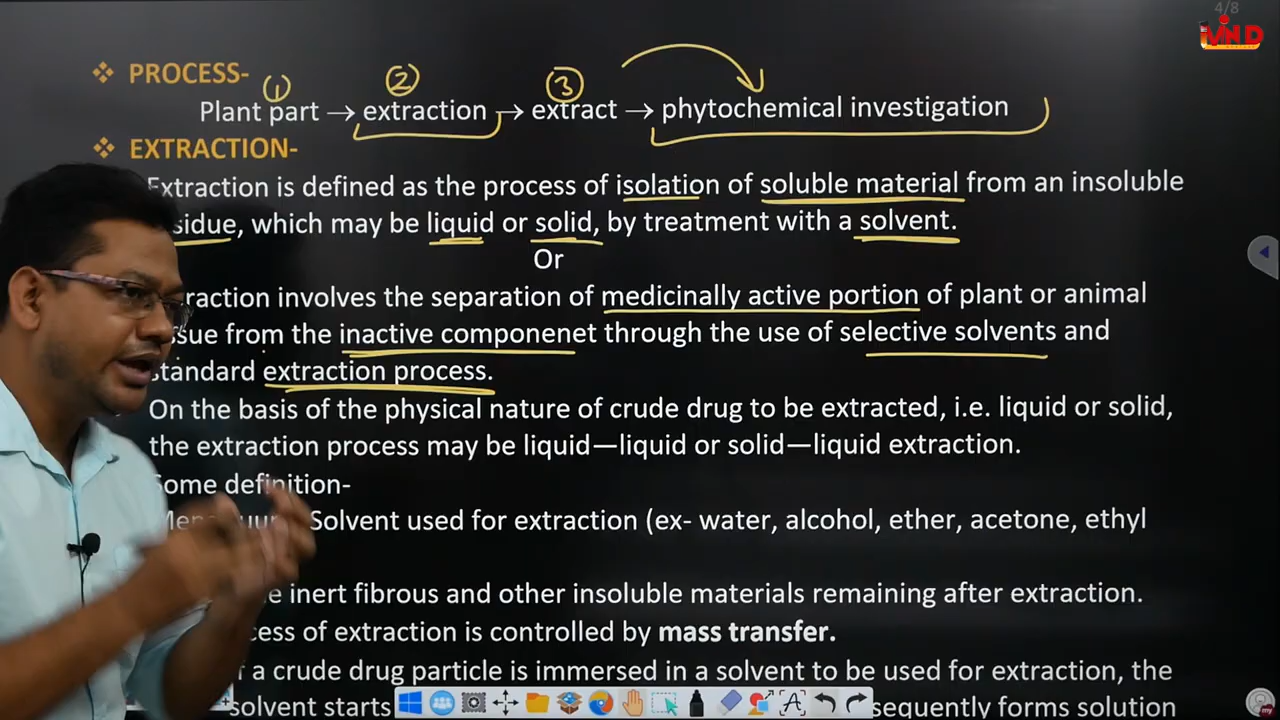 4/8
MIND
PROCESS-
① ② ③
Plant part → extraction → extract → phytochemical investigation
EXTRACTION-
Extraction is defined as the process of isolation of soluble material from an insoluble
sidue, which may be liquid or solid, by treatment with a solvent.
Or
raction involves the separation of medicinally active portion of plant or animal
ssue from the inactive componenet through the use of selective solvents and
standard extraction process.
On the basis of the physical nature of crude drug to be extracted, i.e. liquid or solid,
the extraction process may be liquid—liquid or solid—liquid extraction.
Some definition-
Solvent used for extraction (ex- water, alcohol, ether, acetone, ethyl
e inert fibrous and other insoluble materials remaining after extraction.
cess of extraction is controlled by mass transfer.
f a crude drug particle is immersed in a solvent to be used for extraction, the
solvent starts sequently forms solution